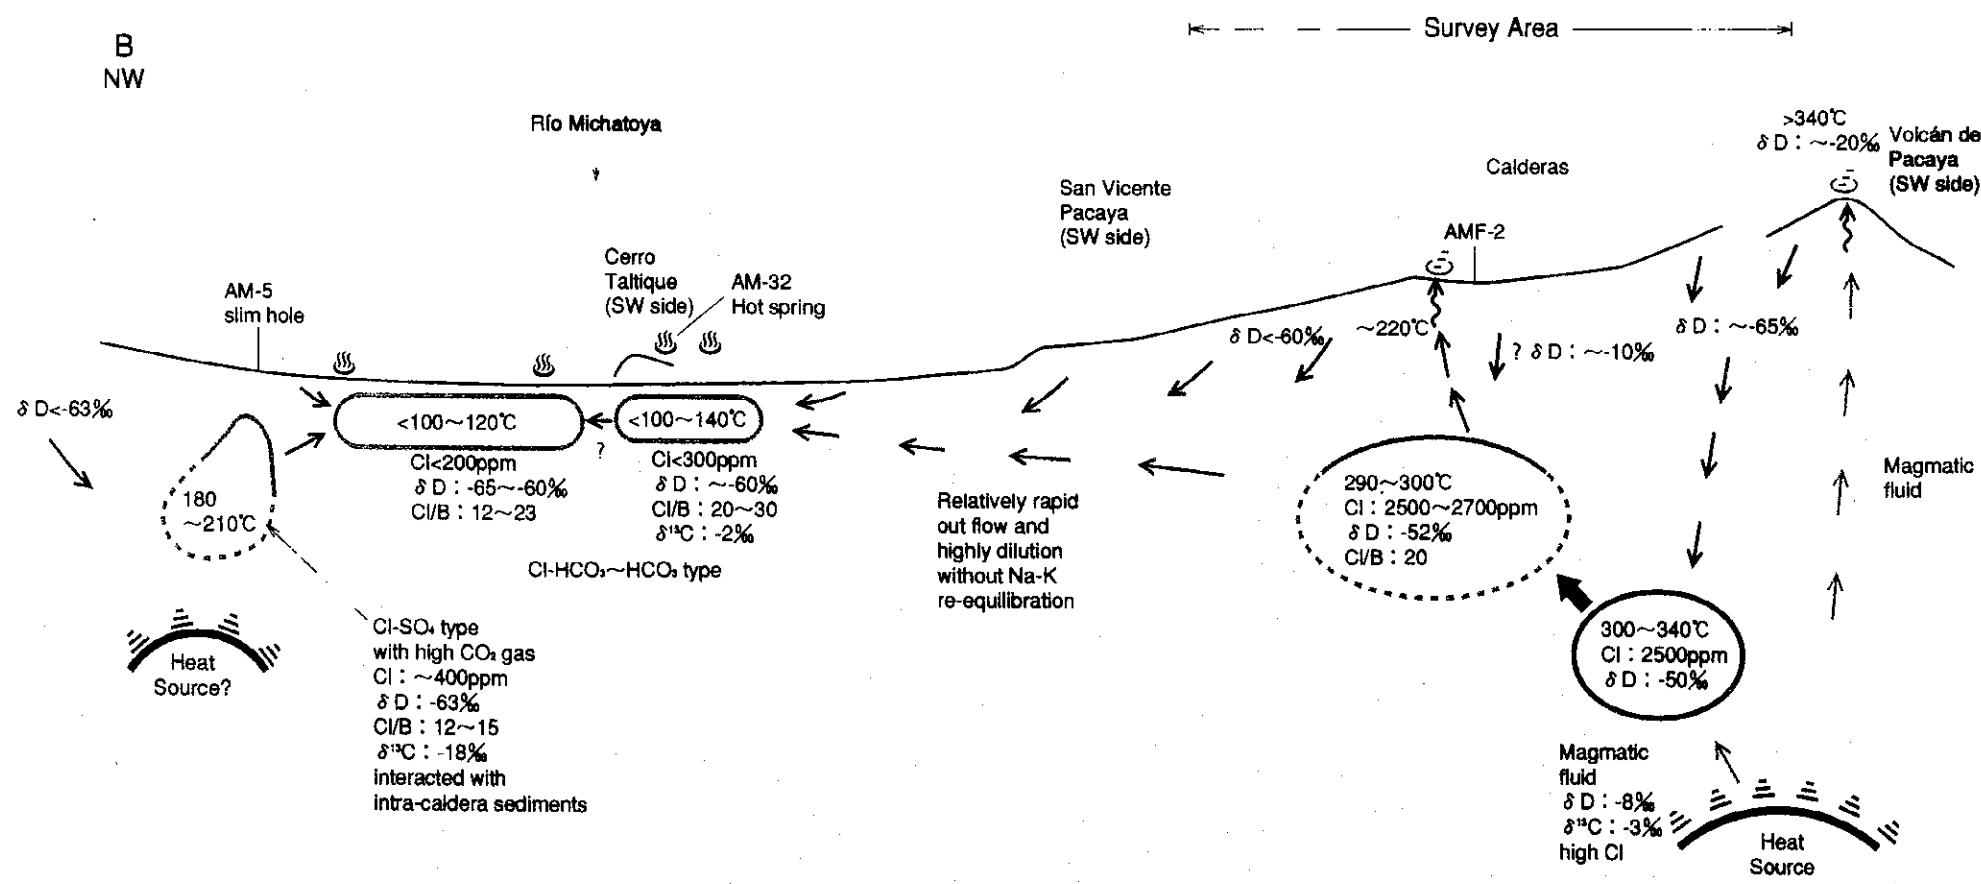 Survey Area
B
NW
Río Michatoya
>340℃
δD：～-20‰
Volcán de
Pacaya
(SW side)
Calderas
San Vicente
Pacaya
(SW side)
AMF-2
Cerro
Taltique
(SW side)
AM-32
Hot spring
AM-5
slim hole
δD<-60‰
～220℃
? δD：～-10‰
δD：～-65‰
δD<-63‰
<100～120℃
?
<100～140℃
Cl<200ppm
δD：-65～-60‰
Cl/B：12～23
Cl<300ppm
δD：～-60‰
Cl/B：20～30
δ¹³C：-2‰
Cl-HCO₃～HCO₃ type
180
～210℃
Relatively rapid
out flow and
highly dilution
without Na-K
re-equilibration
290～300℃
Cl：2500～2700ppm
δD：-52‰
Cl/B：20
Magmatic
fluid
300～340℃
Cl：2500ppm
δD：-50‰
Heat
Source?
Cl-SO₄ type
with high CO₂ gas
Cl：～400ppm
δD：-63‰
Cl/B：12～15
δ¹³C：-18‰
interacted with
intra-caldera sediments
Magmatic
fluid
δD：-8‰
δ¹³C：-3‰
high Cl
Heat
Source